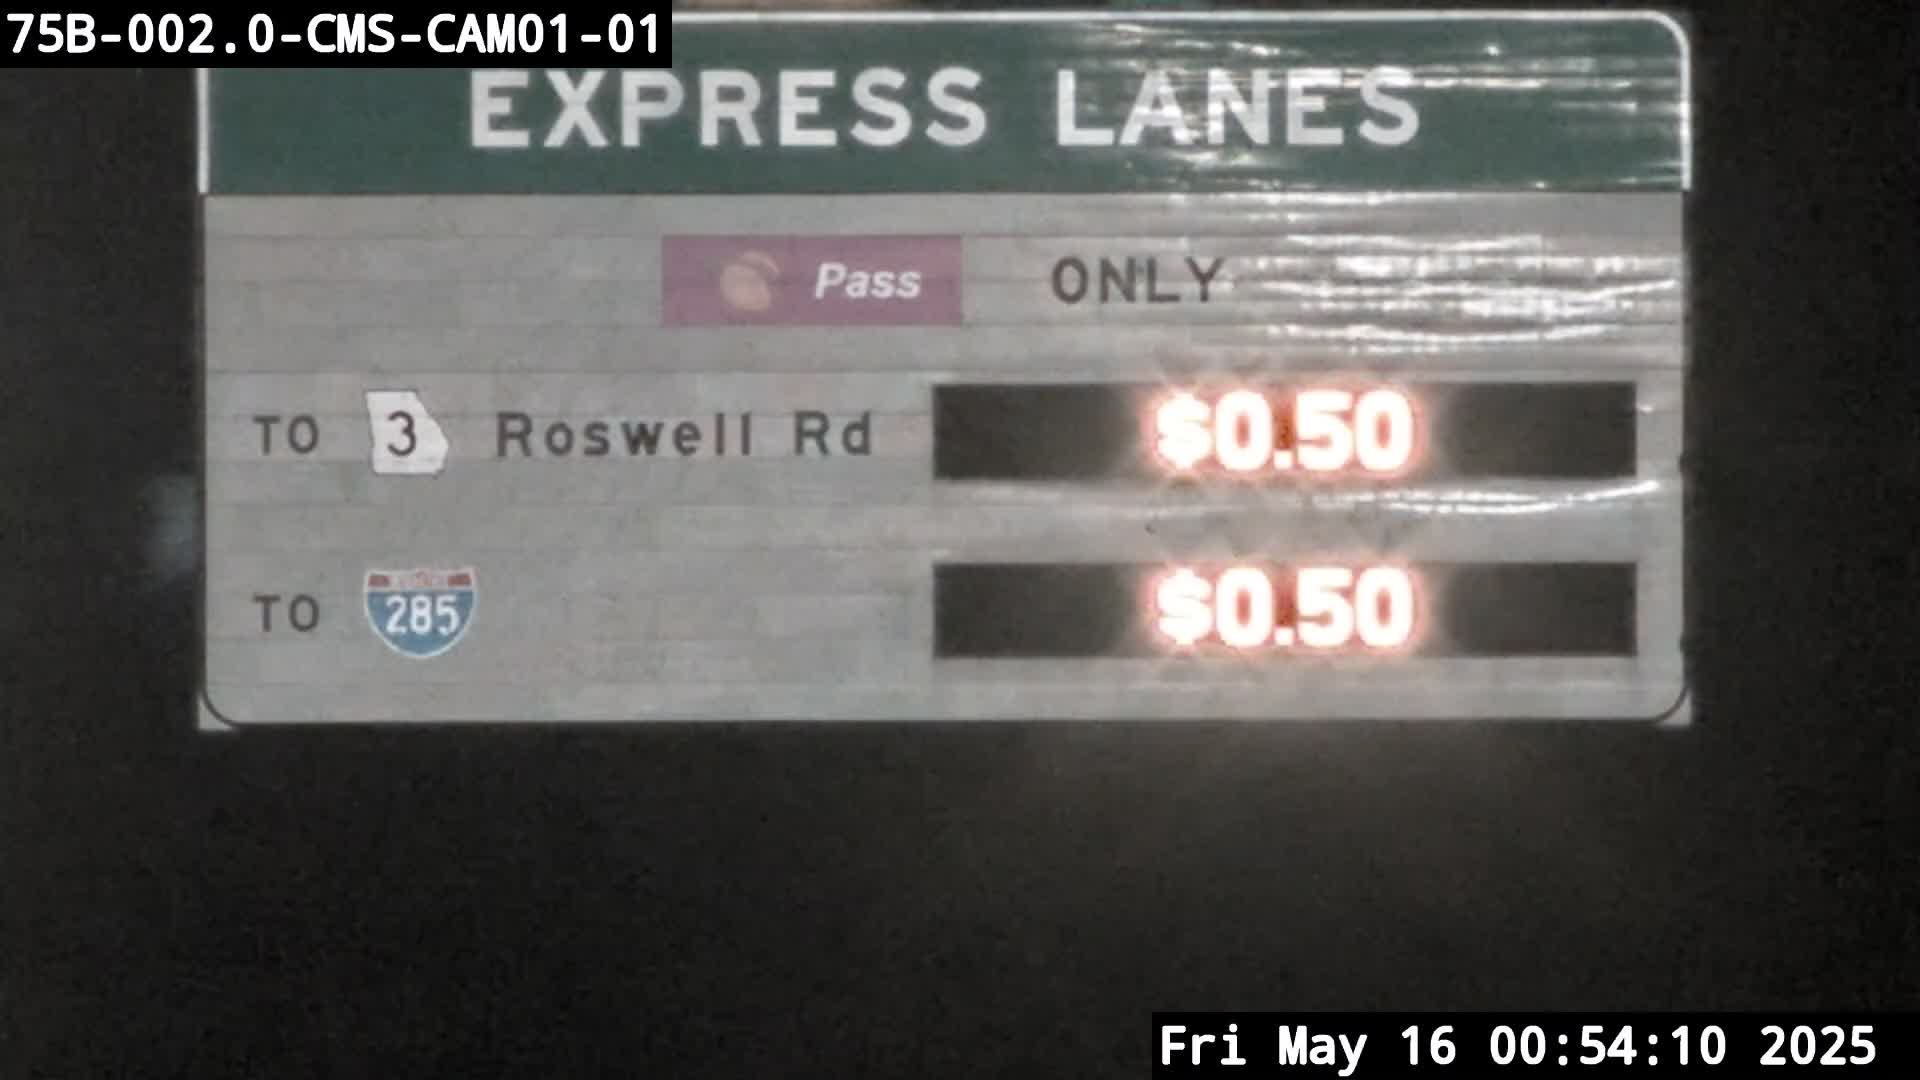 75B-002.0-CMS-CAM01-01
EXPRESS LANES
Pass ONLY
TO 3 Roswell Rd $0.50
TO 285 $0.50
Fri May 16 00:54:10 2025